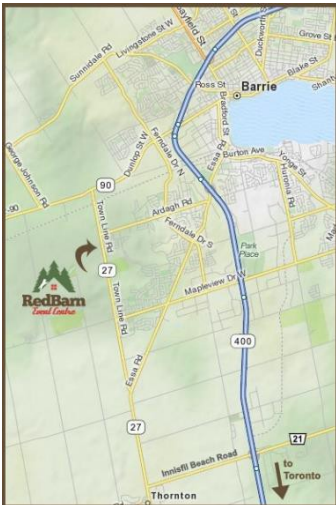 Livingstone St W
Bayfield St
Duckworth St
Grove St
Sunnidale Rd
Ross St
Blake St
Barrie
Bradford St
Dunlop St W
Ferndale Dr N
Essa Rd
Burton Ave
Yonge St
Huronia Rd
George Johnson Rd
90
90
Town Line Rd
Ardagh Rd
Ferndale Dr S
Park
Place
27
Mapleview Dr W
RedBarn
Event Centre
Town Line Rd
400
Essa Rd
27
21
Innisfil Beach Road
to
Toronto
Thornton